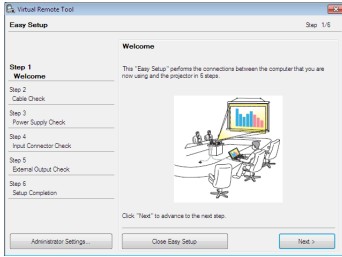 Virtual Remote Tool
Easy Setup
Step 1/6
Welcome
Step 1
Welcome
Step 2
Cable Check
Step 3
Power Supply Check
Step 4
Input Connector Check
Step 5
External Output Check
Step 6
Setup Completion
This "Easy Setup" performs the connections between the computer that you are
now using and the projector in 6 steps.
Click "Next" to advance to the next step.
Administrator Settings...
Close Easy Setup
Next >